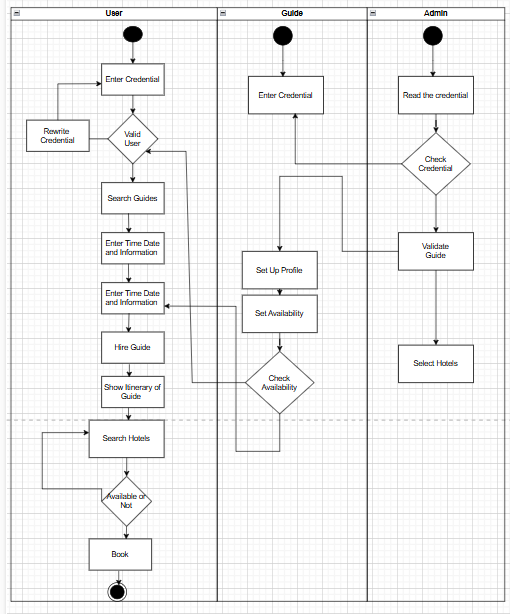 User
Guide
Admin
Enter Credential
Enter Credential
Read the credential
Rewrite
Credential
Valid
User
Check
Credential
Search Guides
Enter Time Date
and Information
Validate
Guide
Set Up Profile
Enter Time Date
and Information
Set Availability
Hire Guide
Select Hotels
Show Itinerary of
Guide
Check
Availability
Search Hotels
Available or
Not
Book